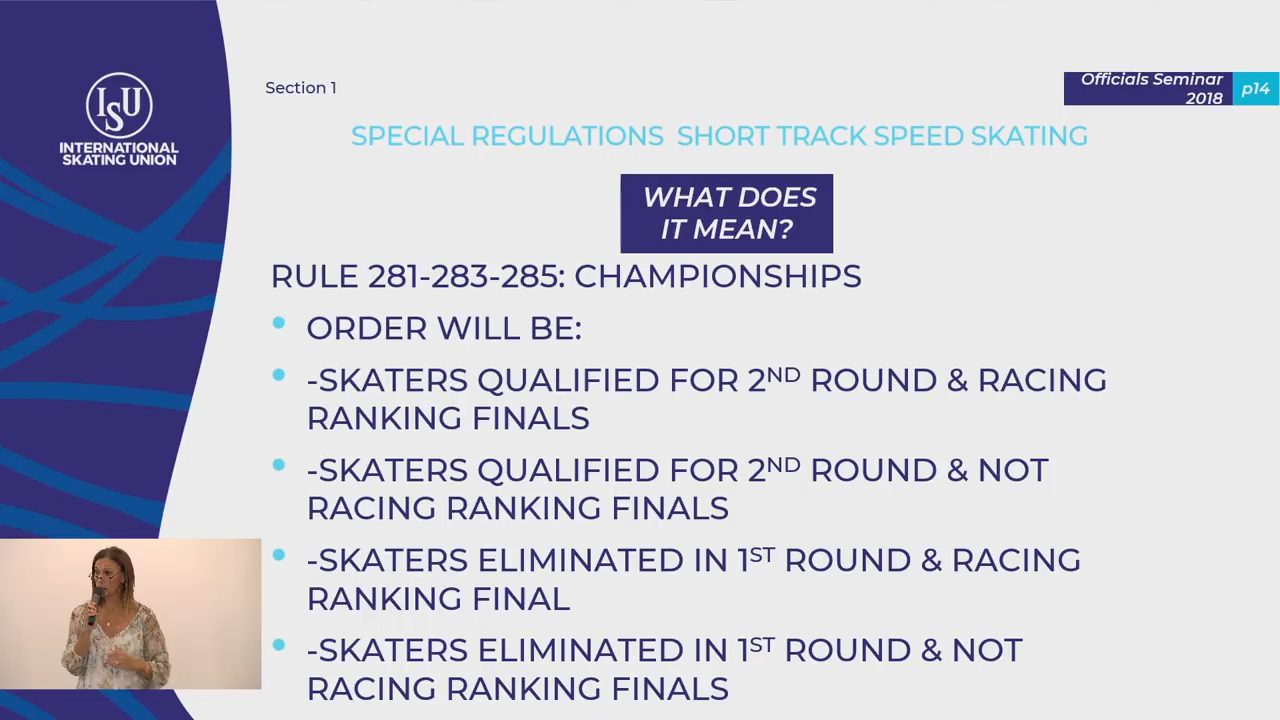 ISU
INTERNATIONAL
SKATING UNION
Section 1
Officials Seminar
2018
p14
SPECIAL REGULATIONS SHORT TRACK SPEED SKATING
WHAT DOES
IT MEAN?
RULE 281-283-285: CHAMPIONSHIPS
• ORDER WILL BE:
• -SKATERS QUALIFIED FOR 2ND ROUND & RACING
RANKING FINALS
• -SKATERS QUALIFIED FOR 2ND ROUND & NOT
RACING RANKING FINALS
• -SKATERS ELIMINATED IN 1ST ROUND & RACING
RANKING FINAL
• -SKATERS ELIMINATED IN 1ST ROUND & NOT
RACING RANKING FINALS